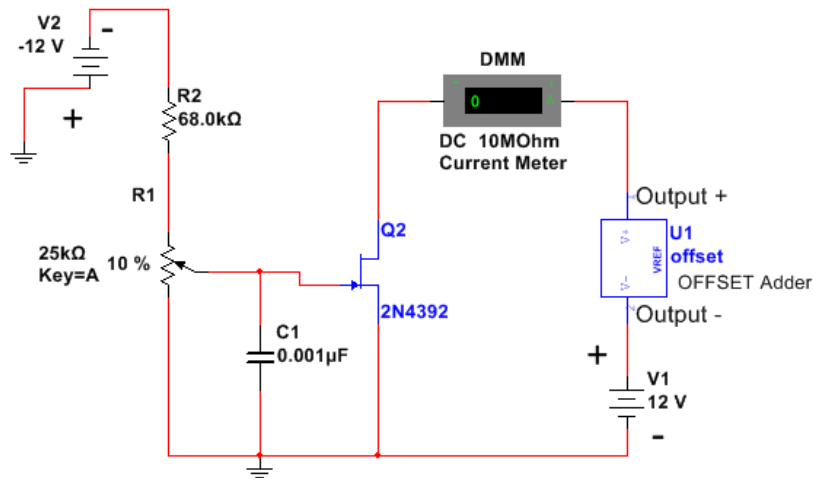 V2
-12 V
-
+
R2
68.0kΩ
R1
25kΩ
Key=A
10 %
C1
0.001µF
Q2
2N4392
DMM
0
DC 10MOhm
Current Meter
Output +
V+
VREF
V-
U1
offset
OFFSET Adder
Output -
+
V1
12 V
-